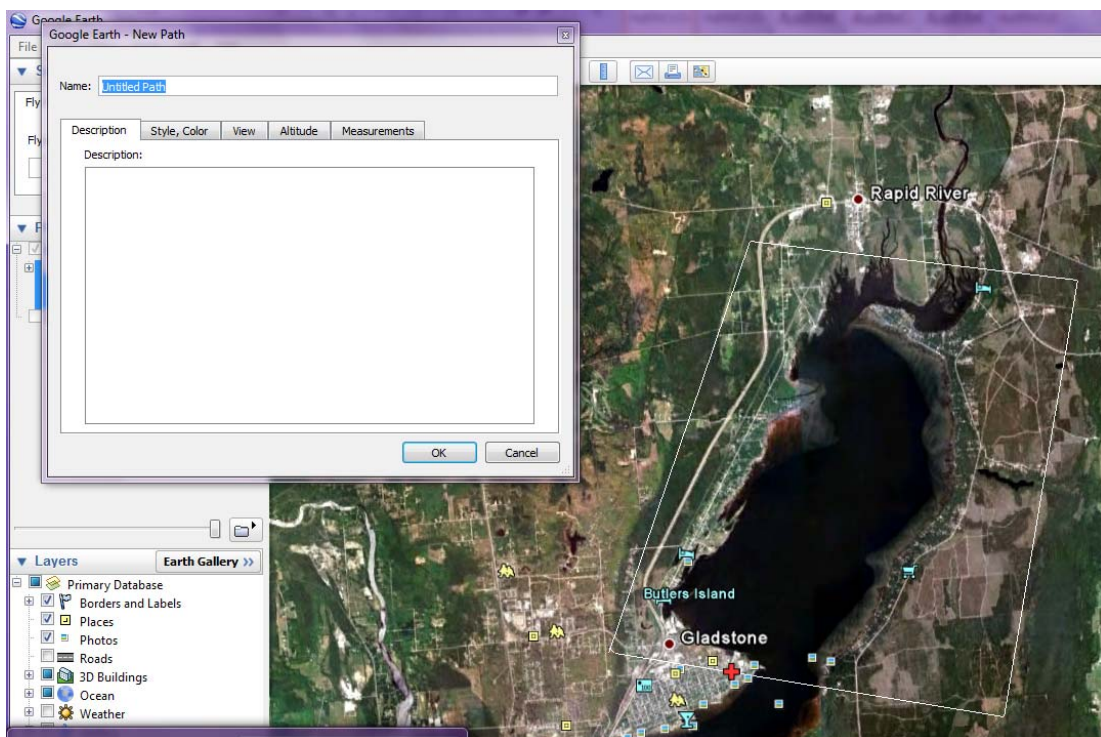 Google Earth
Google Earth - New Path
File
Name: Untitled Path
Fly
Fly
Description Style, Color View Altitude Measurements
Description:
OK Cancel
Rapid River
Butlers Island
Gladstone
Layers Earth Gallery >>
Primary Database
Borders and Labels
Places
Photos
Roads
3D Buildings
Ocean
Weather